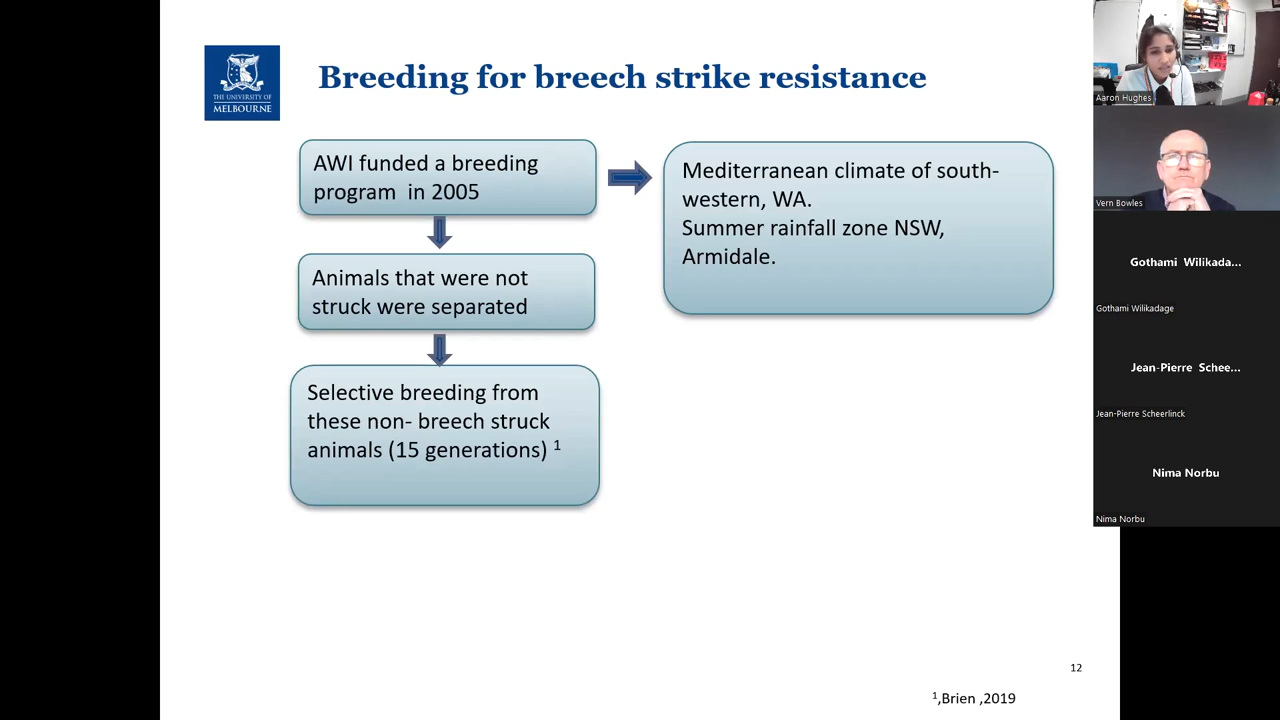 THE UNIVERSITY OF
MELBOURNE
Breeding for breech strike resistance
AWI funded a breeding
program in 2005
Mediterranean climate of south-
western, WA.
Summer rainfall zone NSW,
Armidale.
Animals that were not
struck were separated
Selective breeding from
these non- breech struck
animals (15 generations) 1
12
1,Brien ,2019
Aaron Hughes
Vern Bowles
Gothami Wilikada...
Gothami Wilikadage
Jean-Pierre Schee...
Jean-Pierre Scheerlinck
Nima Norbu
Nima Norbu